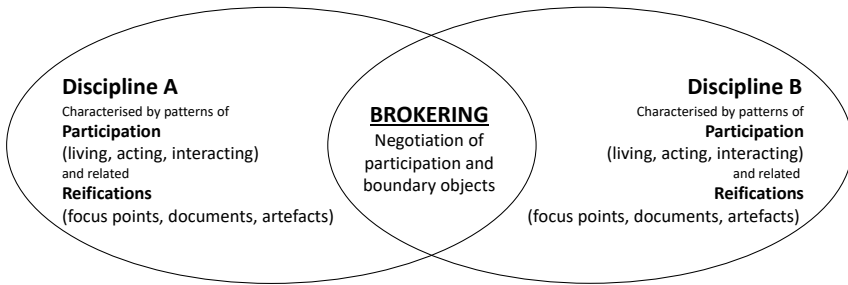 Discipline A
Characterised by patterns of
Participation
(living, acting, interacting)
and related
Reifications
(focus points, documents, artefacts)
BROKERING
Negotiation of
participation and
boundary objects
Discipline B
Characterised by patterns of
Participation
(living, acting, interacting)
and related
Reifications
(focus points, documents, artefacts)